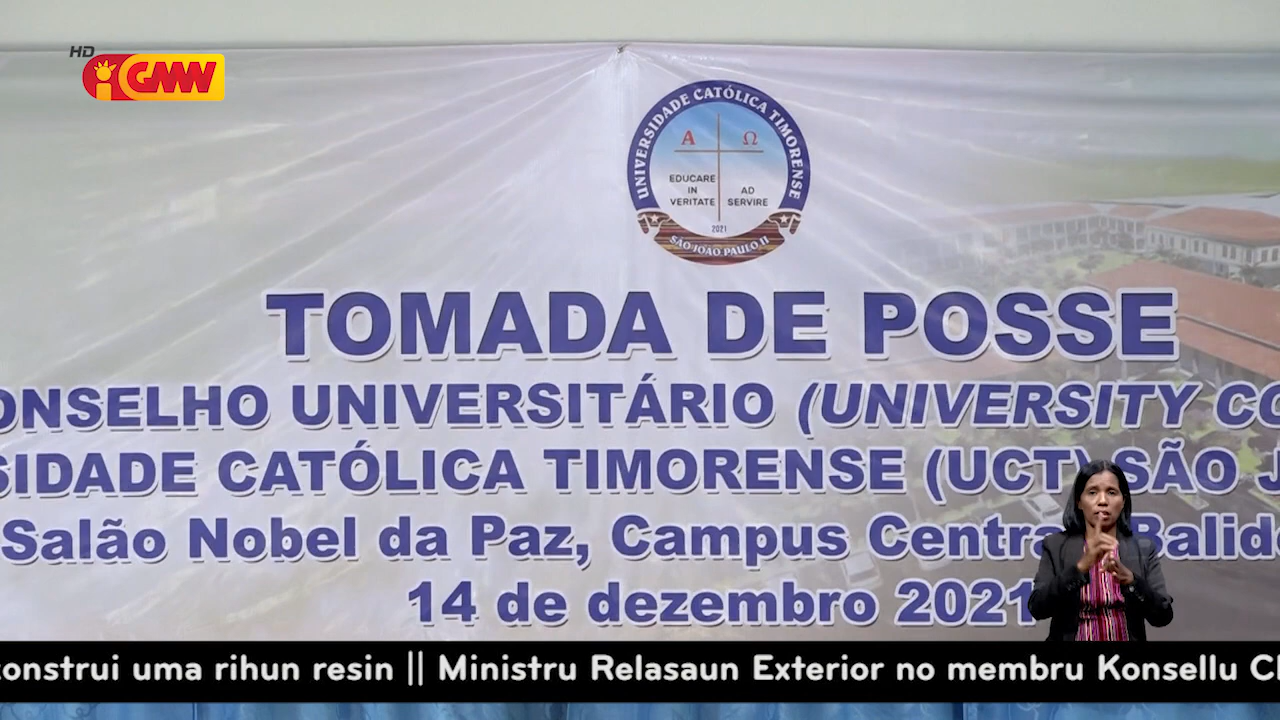 HD
GMN
UNIVERSIDADE CATÓLICA TIMORENSE
Α Ω
EDUCARE
IN
VERITATE
AD
SERVIRE
2021
SÃO JOÃO PAULO II
TOMADA DE POSSE
ONSELHO UNIVERSITÁRIO (UNIVERSITY CO
SIDADE CATÓLICA TIMORENSE (UCT) SÃO J
Salão Nobel da Paz, Campus Centra Balid
14 de dezembro 2021
construi uma rihun resin || Ministru Relasaun Exterior no membru Konsellu